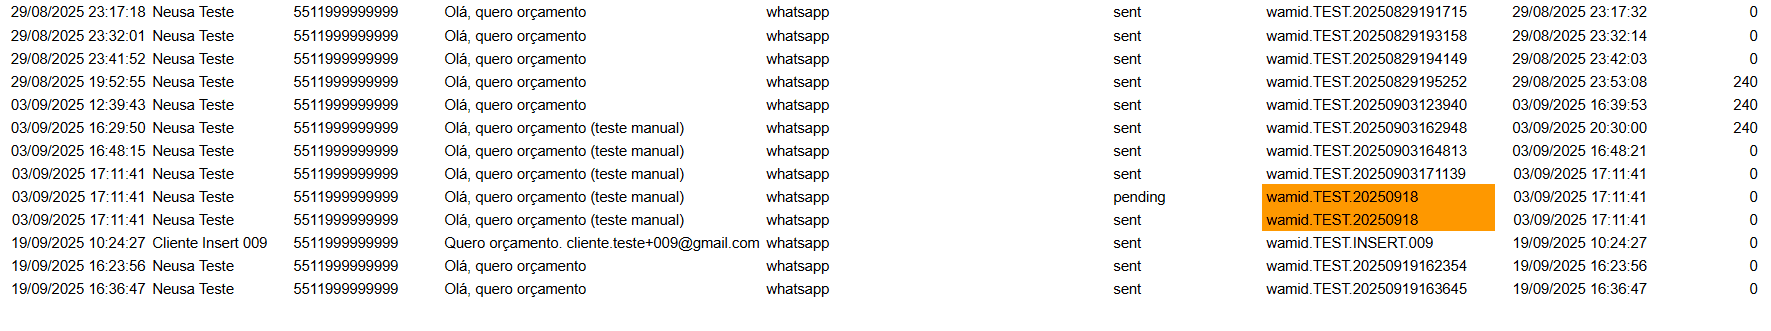 29/08/2025 23:17:18 Neusa Teste 5511999999999 Olá, quero orçamento whatsapp sent wamid.TEST.20250829191715 29/08/2025 23:17:32 0
29/08/2025 23:32:01 Neusa Teste 5511999999999 Olá, quero orçamento whatsapp sent wamid.TEST.20250829193158 29/08/2025 23:32:14 0
29/08/2025 23:41:52 Neusa Teste 5511999999999 Olá, quero orçamento whatsapp sent wamid.TEST.20250829194149 29/08/2025 23:42:03 0
29/08/2025 19:52:55 Neusa Teste 5511999999999 Olá, quero orçamento whatsapp sent wamid.TEST.20250829195252 29/08/2025 23:53:08 240
03/09/2025 12:39:43 Neusa Teste 5511999999999 Olá, quero orçamento whatsapp sent wamid.TEST.20250903123940 03/09/2025 16:39:53 240
03/09/2025 16:29:50 Neusa Teste 5511999999999 Olá, quero orçamento (teste manual) whatsapp sent wamid.TEST.20250903162948 03/09/2025 20:30:00 240
03/09/2025 16:48:15 Neusa Teste 5511999999999 Olá, quero orçamento (teste manual) whatsapp sent wamid.TEST.20250903164813 03/09/2025 16:48:21 0
03/09/2025 17:11:41 Neusa Teste 5511999999999 Olá, quero orçamento (teste manual) whatsapp sent wamid.TEST.20250903171139 03/09/2025 17:11:41 0
03/09/2025 17:11:41 Neusa Teste 5511999999999 Olá, quero orçamento (teste manual) whatsapp pending wamid.TEST.20250918 03/09/2025 17:11:41 0
03/09/2025 17:11:41 Neusa Teste 5511999999999 Olá, quero orçamento (teste manual) whatsapp sent wamid.TEST.20250918 03/09/2025 17:11:41 0
19/09/2025 10:24:27 Cliente Insert 009 5511999999999 Quero orçamento. cliente.teste+009@gmail.com whatsapp sent wamid.TEST.INSERT.009 19/09/2025 10:24:27 0
19/09/2025 16:23:56 Neusa Teste 5511999999999 Olá, quero orçamento whatsapp sent wamid.TEST.20250919162354 19/09/2025 16:23:56 0
19/09/2025 16:36:47 Neusa Teste 5511999999999 Olá, quero orçamento whatsapp sent wamid.TEST.20250919163645 19/09/2025 16:36:47 0